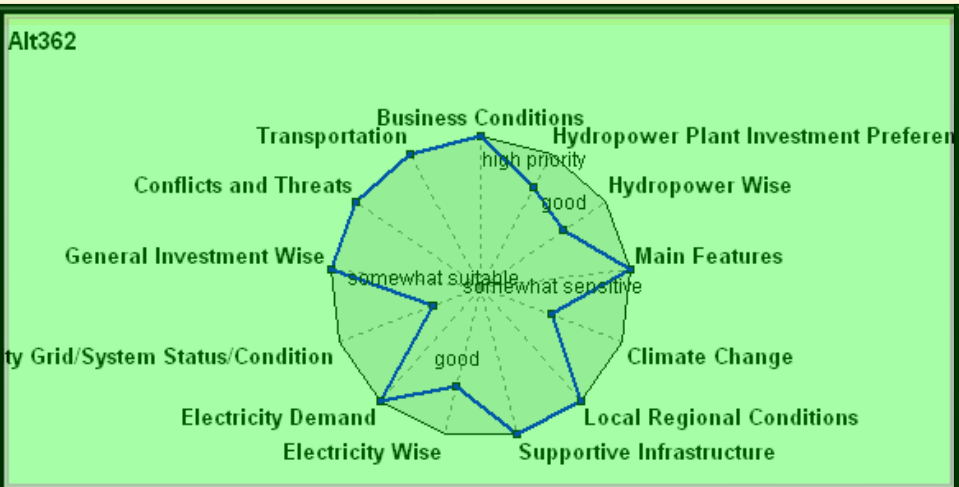 Alt362
Business Conditions
Transportation
Hydropower Plant Investment Preferen
high priority
Conflicts and Threats
Hydropower Wise
good
General Investment Wise
Main Features
somewhat suitable
somewhat sensitive
ty Grid/System Status/Condition
good
Climate Change
Electricity Demand
Local Regional Conditions
Electricity Wise
Supportive Infrastructure